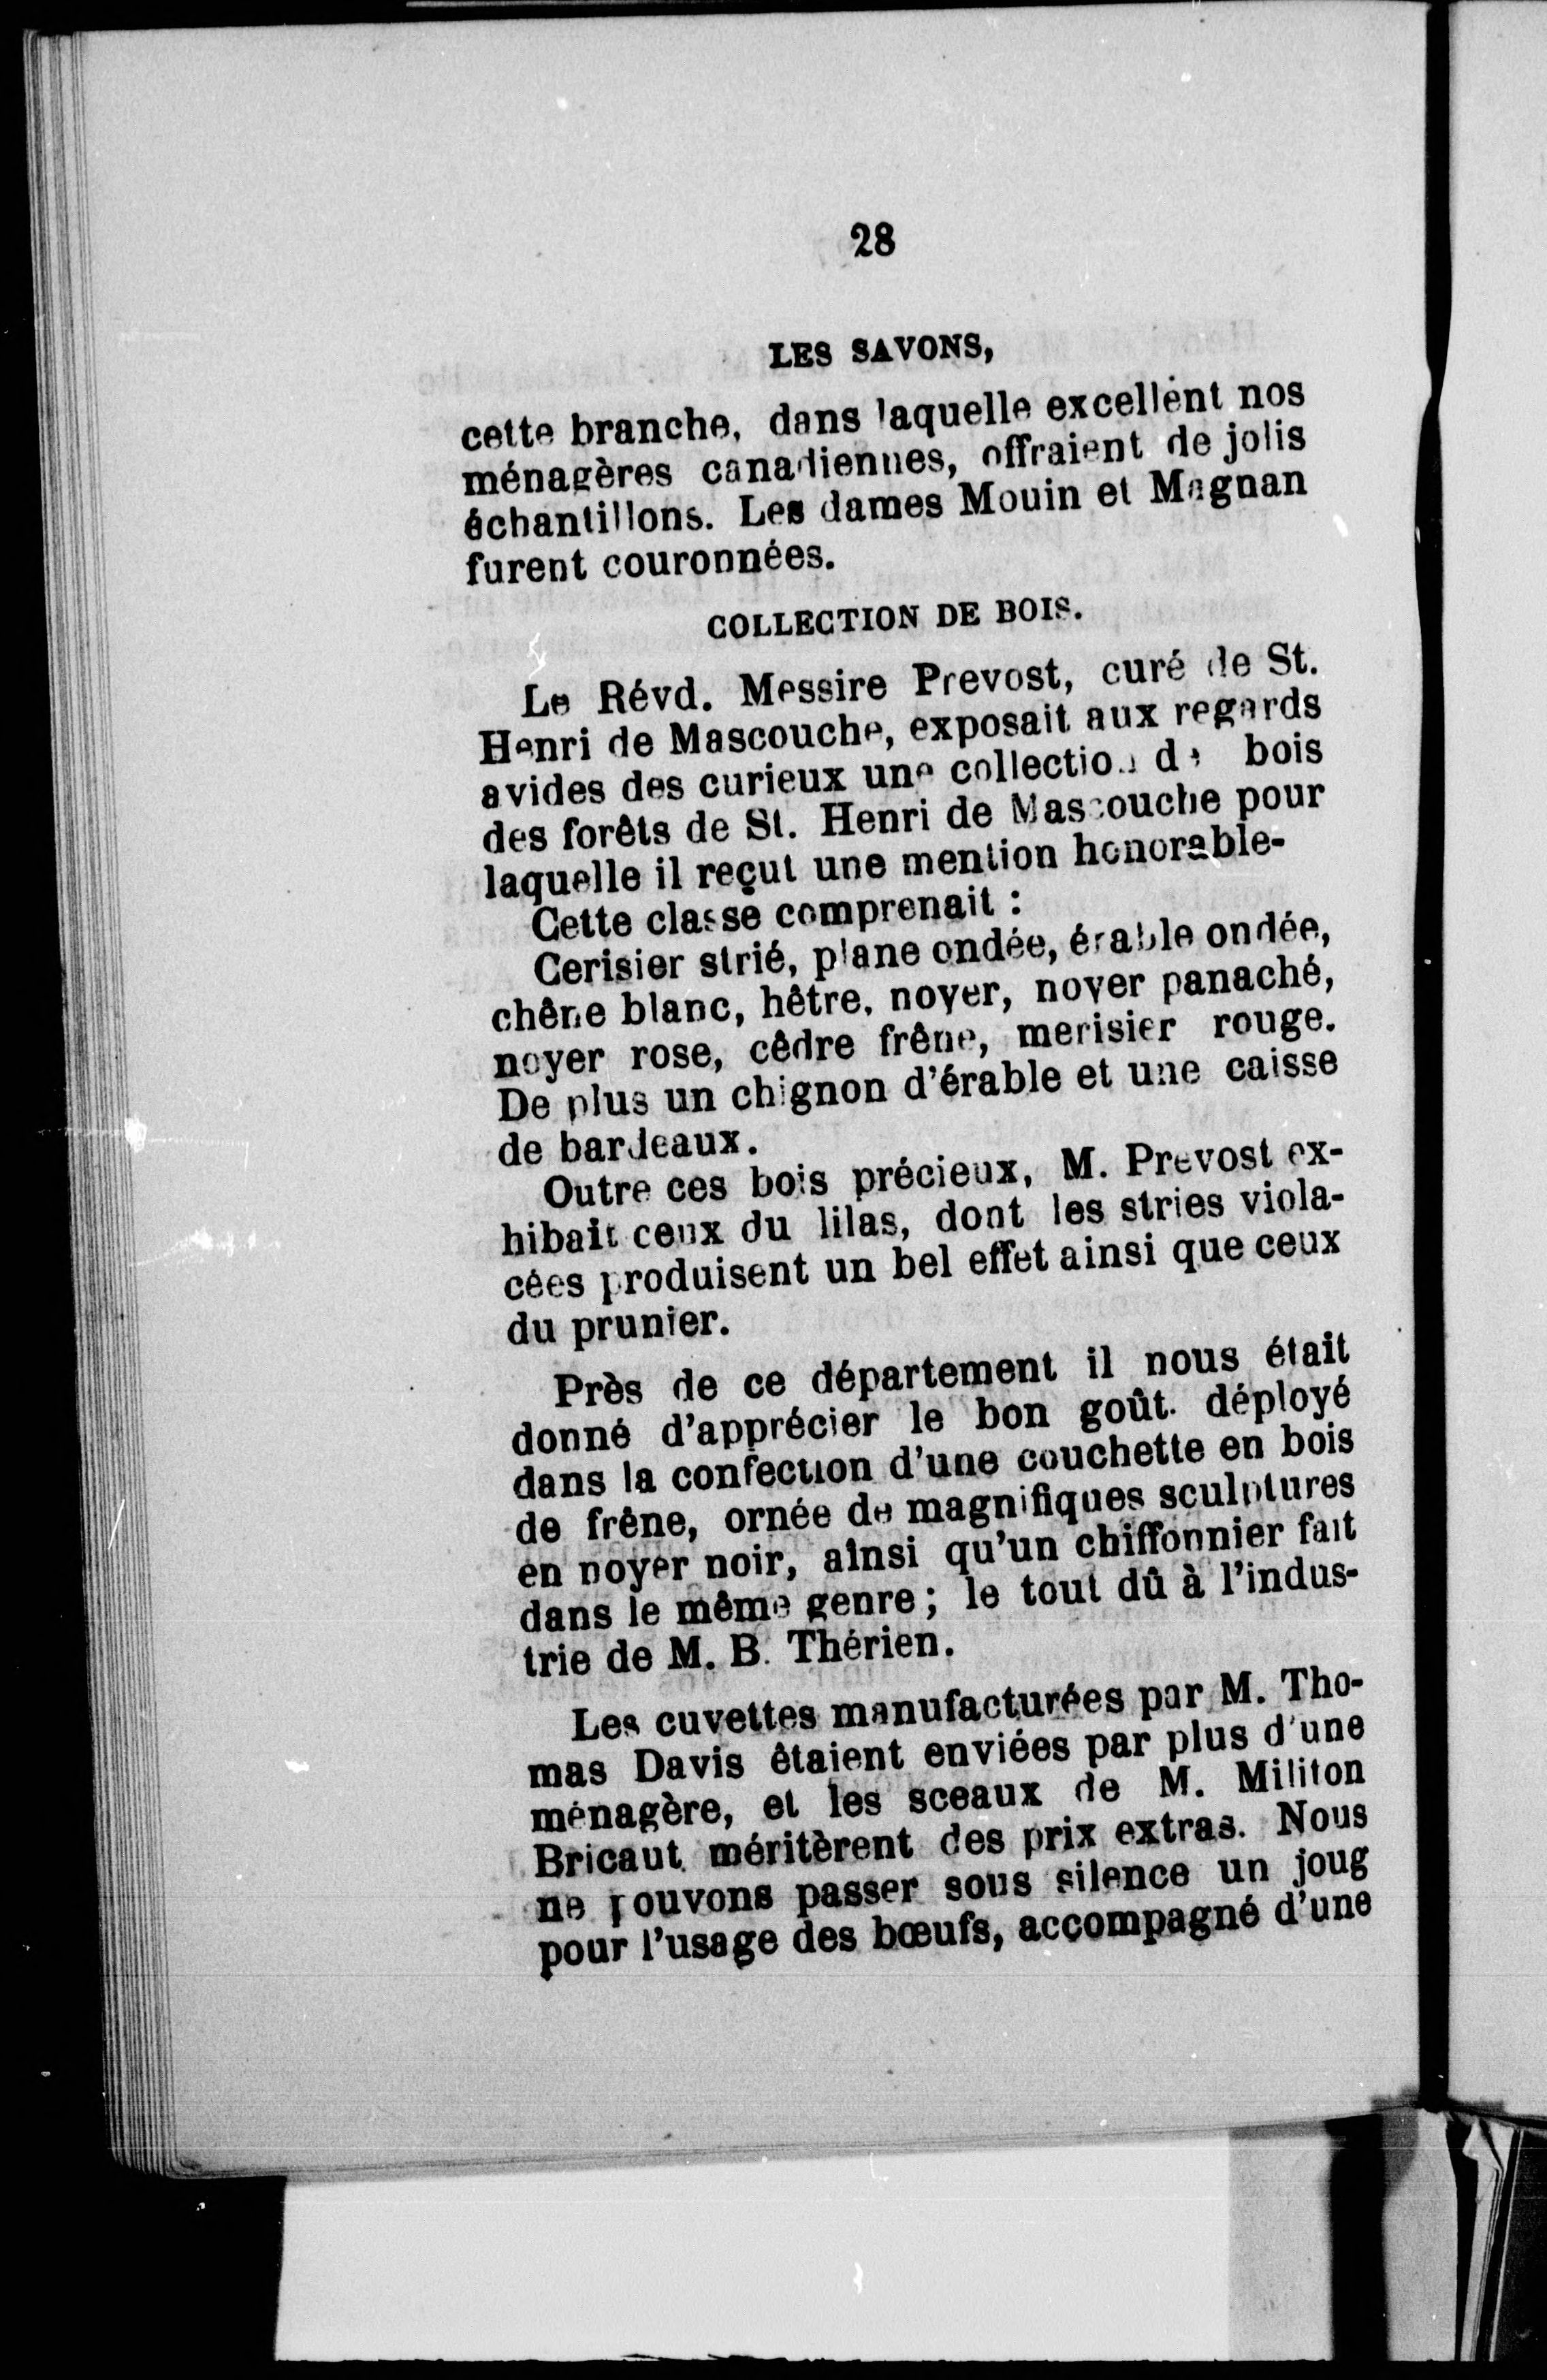 28
LES SAVONS,
cette branche, dans laquelle excellent nos
ménagères canadiennes, offraient de jolis
échantillons. Les dames Mouin et Magnan
furent couronnées.
COLLECTION DE BOIS.
Le Révd. Messire Prevost, curé de St.
Henri de Mascouche, exposait aux regards
avides des curieux une collection de bois
des forêts de St. Henri de Mascouche pour
laquelle il reçut une mention honorable-
Cette classe comprenait :
Cerisier strié, plane ondée, érable ondée,
chêne blanc, hêtre, noyer, noyer panaché,
noyer rose, cêdre frêne, merisier rouge.
De plus un chignon d'érable et une caisse
de bardeaux.
Outre ces bois précieux, M. Prevost ex-
hibait ceux du lilas, dont les stries viola-
cées produisent un bel effet ainsi que ceux
du prunier.
Près de ce département il nous était
donné d'apprécier le bon goût. déployé
dans la confection d'une couchette en bois
de frêne, ornée de magnifiques sculptures
en noyer noir, ainsi qu'un chiffonnier fait
dans le même genre ; le tout dû à l'indus-
trie de M. B. Thérien.
Les cuvettes manufacturées par M. Tho-
mas Davis étaient enviées par plus d'une
ménagère, et les sceaux de M. Militon
Bricaut méritèrent des prix extras. Nous
ne pouvons passer sous silence un joug
pour l'usage des bœufs, accompagné d'une